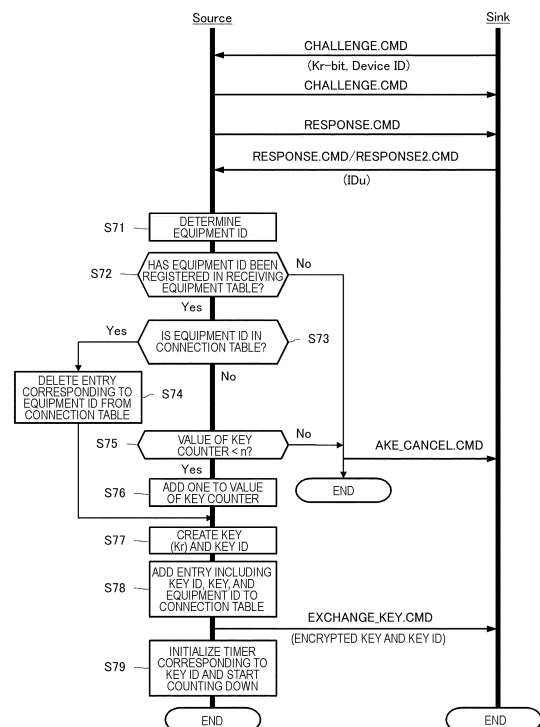 Source
Sink
CHALLENGE.CMD
(Kr-bit, Device ID)
CHALLENGE.CMD
RESPONSE.CMD
RESPONSE.CMD/RESPONSE2.CMD
(IDu)
S71
DETERMINE
EQUIPMENT ID
S72
HAS EQUIPMENT ID BEEN
REGISTERED IN RECEIVING
EQUIPMENT TABLE?
No
Yes
Yes
IS EQUIPMENT ID IN
CONNECTION TABLE?
S73
No
DELETE ENTRY
CORRESPONDING TO
EQUIPMENT ID FROM
CONNECTION TABLE
S74
S75
VALUE OF KEY
COUNTER < n?
No
AKE_CANCEL.CMD
Yes
END
S76
ADD ONE TO VALUE
OF KEY COUNTER
S77
CREATE KEY
(Kr) AND KEY ID
S78
ADD ENTRY INCLUDING
KEY ID, KEY, AND
EQUIPMENT ID TO
CONNECTION TABLE
EXCHANGE_KEY.CMD
(ENCRYPTED KEY AND KEY ID)
S79
INITIALIZE TIMER
CORRESPONDING TO
KEY ID AND START
COUNTING DOWN
END
END